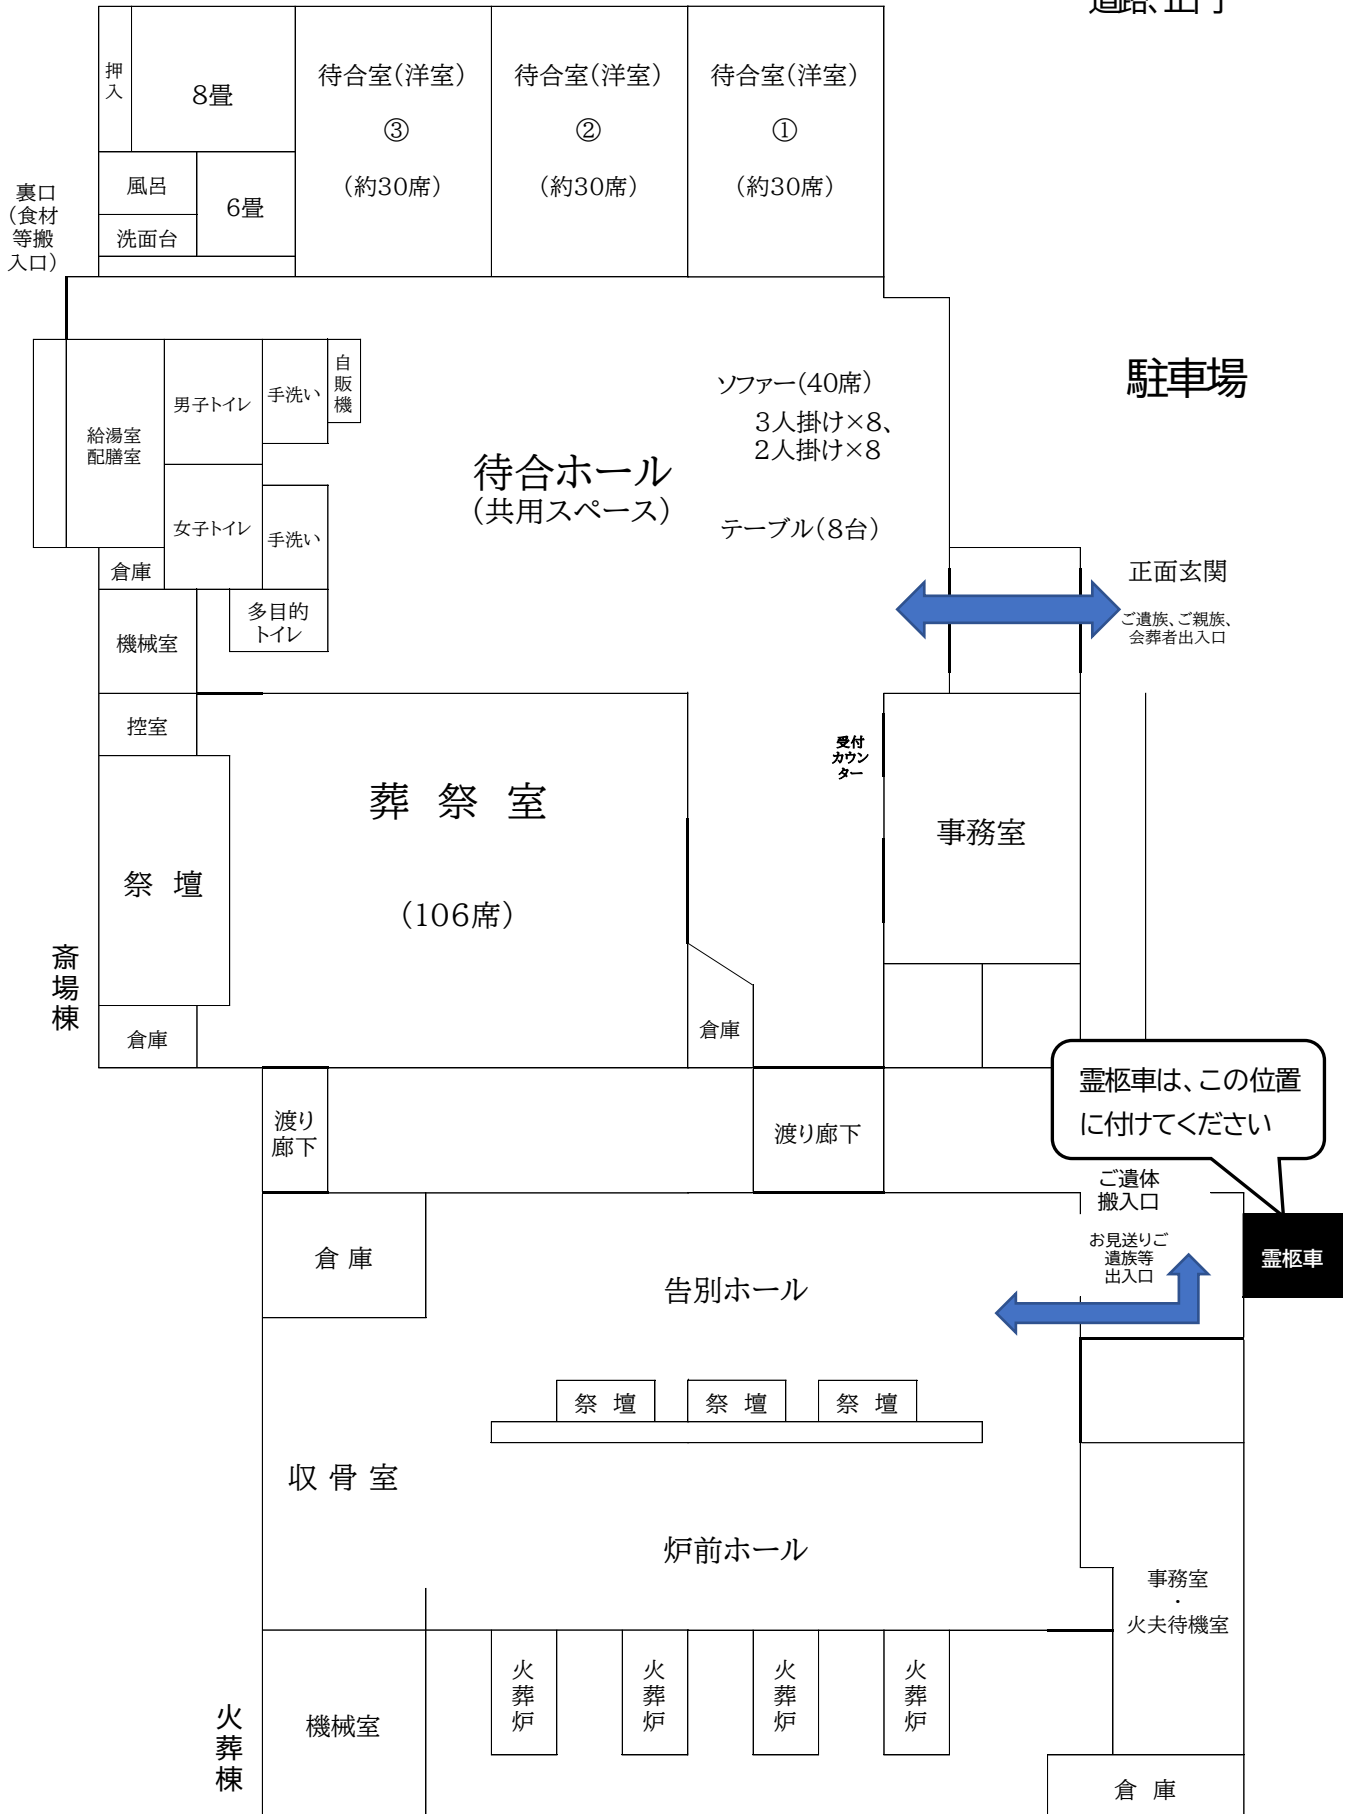 道路、正門
押入
8畳
待合室(洋室)
③
(約30席)
待合室(洋室)
②
(約30席)
待合室(洋室)
①
(約30席)
裏口
(食材
等搬
入口)
風呂
6畳
洗面台
自販機
男子トイレ
手洗い
給湯室
配膳室
女子トイレ
手洗い
倉庫
多目的
トイレ
機械室
待合ホール
(共用スペース)
ソファー(40席)
3人掛け×8、
2人掛け×8
テーブル(8台)
駐車場
正面玄関
ご遺族、ご親族、
会葬者出入口
控室
葬 祭 室
(106席)
祭 壇
受付
カウン
ター
事務室
斎場棟
倉庫
倉庫
霊柩車は、この位置
に付けてください
渡り
廊下
渡り廊下
ご遺体
搬入口
お見送りご
遺族等
出入口
霊柩車
倉 庫
告別ホール
祭 壇
祭 壇
祭 壇
収 骨 室
炉前ホール
事務室
・
火夫待機室
火葬炉
火葬炉
火葬炉
火葬炉
火葬棟
機械室
倉 庫